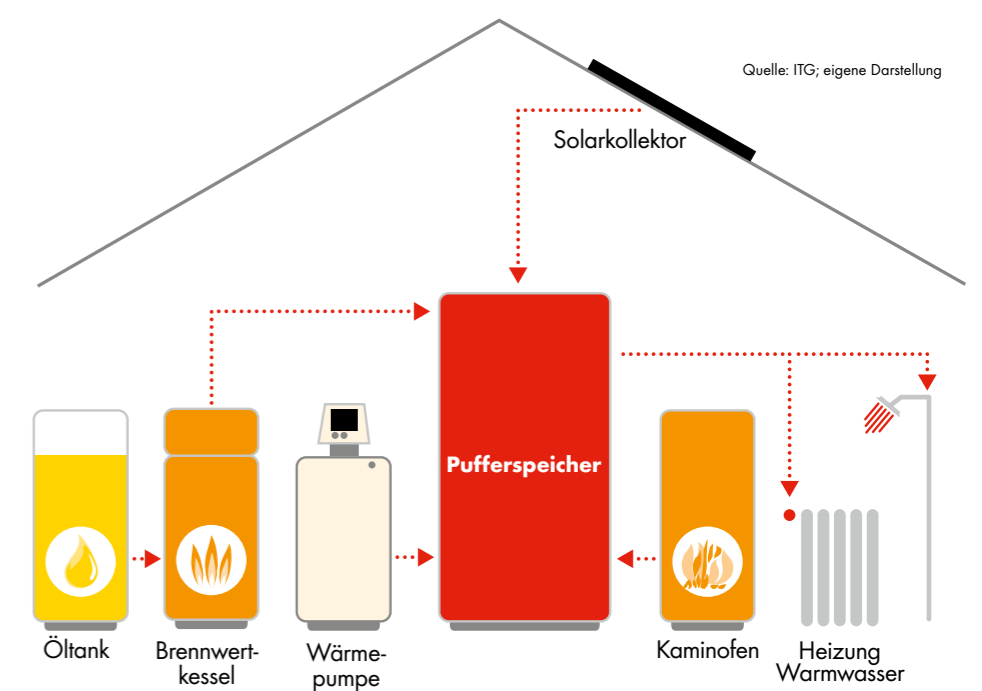 Quelle: ITG; eigene Darstellung
Solarkollektor
Pufferspeicher
Öltank
Brennwert-
kessel
Wärme-
pumpe
Kaminofen
Heizung
Warmwasser